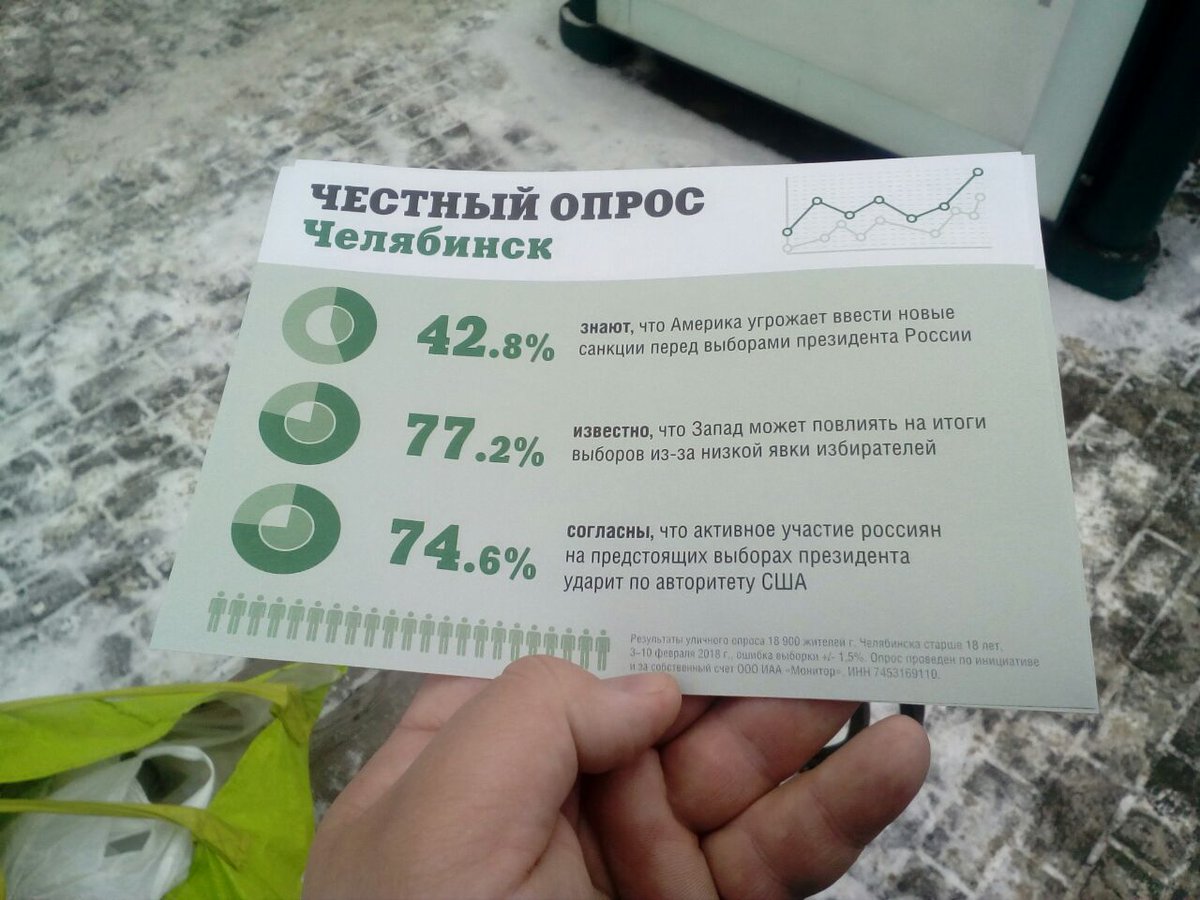 ЧЕСТНЫЙ ОПРОС
Челябинск
42.8%
знают, что Америка угрожает ввести новые
санкции перед выборами президента России
77.2%
известно, что Запад может повлиять на итоги
выборов из-за низкой явки избирателей
74.6%
согласны, что активное участие россиян
на предстоящих выборах президента
ударит по авторитету США
Результаты уличного опроса 18 900 жителей г. Челябинска старше 18 лет,
3–10 февраля 2018 г., ошибка выборки +/- 1,5%. Опрос проведен по инициативе
и за собственный счет ООО ИАА «Монитор». ИНН 7453169110.